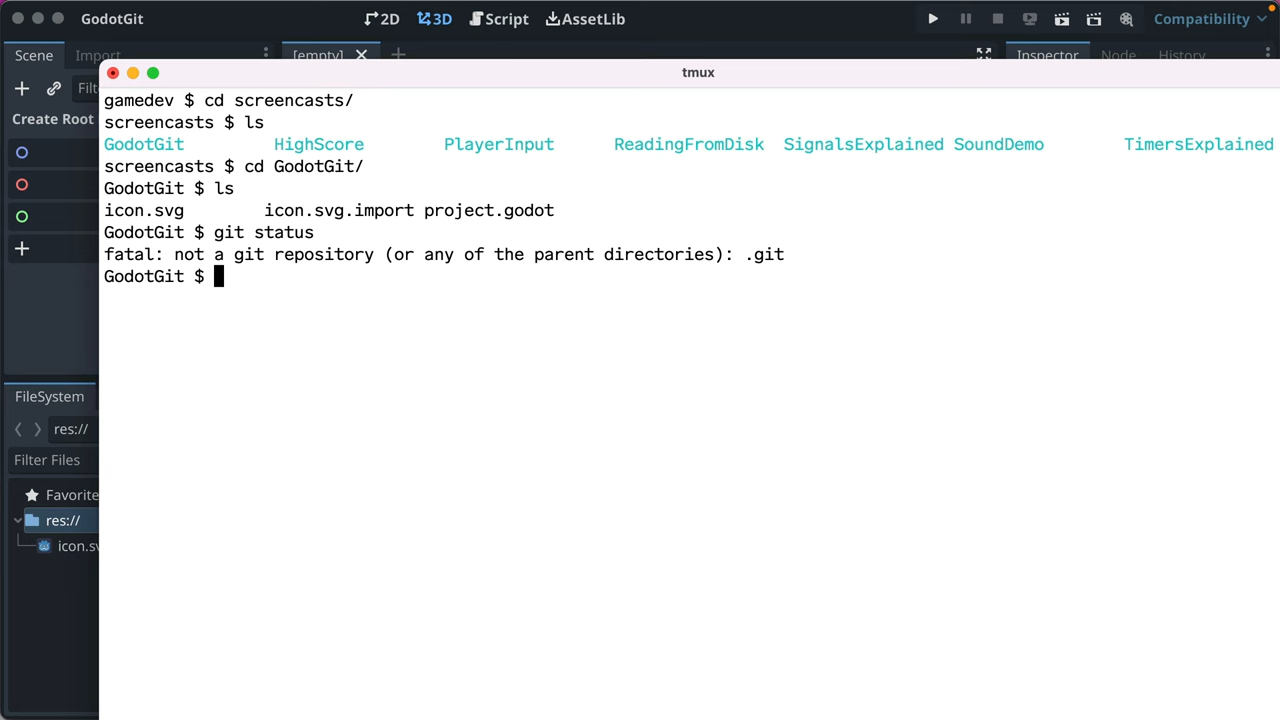 GodotGit
2D 3D Script AssetLib
Compatibility
Scene Import [empty] Inspector Node History
tmux
Create Root
FileSystem
res://
Filter Files
res://
gamedev $ cd screencasts/
screencasts $ ls
GodotGit HighScore PlayerInput ReadingFromDisk SignalsExplained SoundDemo TimersExplained
screencasts $ cd GodotGit/
GodotGit $ ls
icon.svg icon.svg.import project.godot
GodotGit $ git status
fatal: not a git repository (or any of the parent directories): .git
GodotGit $